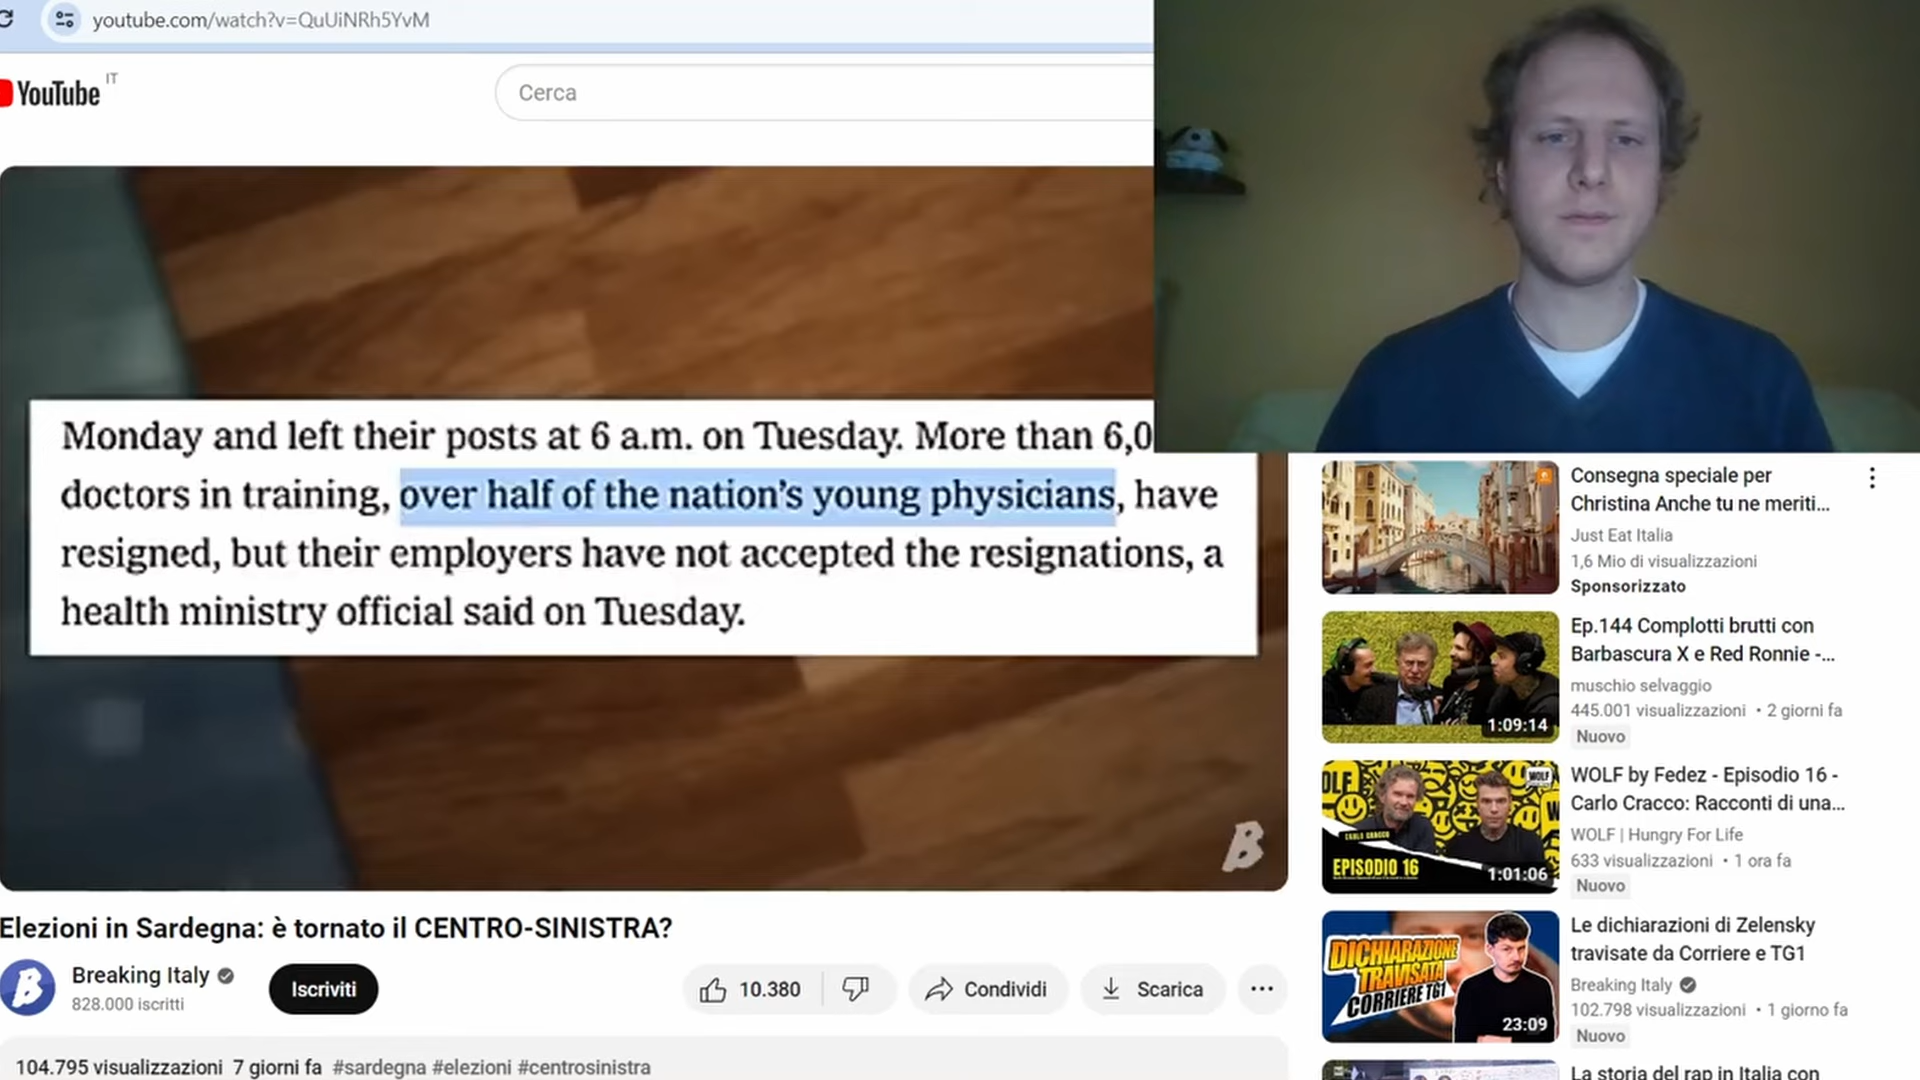 youtube.com/watch?v=QuUiNRh5YvM
YouTube IT
Cerca
Monday and left their posts at 6 a.m. on Tuesday. More than 6,0
doctors in training, over half of the nation's young physicians, have
resigned, but their employers have not accepted the resignations, a
health ministry official said on Tuesday.
B
Elezioni in Sardegna: è tornato il CENTRO-SINISTRA?
Breaking Italy
828.000 iscritti
Iscriviti
10.380
Condividi
Scarica
104.795 visualizzazioni 7 giorni fa #sardegna #elezioni #centrosinistra
Consegna speciale per
Christina Anche tu ne meriti...
Just Eat Italia
1,6 Mio di visualizzazioni
Sponsorizzato
1:09:14
Ep.144 Complotti brutti con
Barbascura X e Red Ronnie -...
muschio selvaggio
445.001 visualizzazioni • 2 giorni fa
Nuovo
WOLF
CARLO CRACCO
EPISODIO 16
1:01:06
WOLF by Fedez - Episodio 16 -
Carlo Cracco: Racconti di una...
WOLF | Hungry For Life
633 visualizzazioni • 1 ora fa
Nuovo
DICHIARAZIONE
TRAVISATA
CORRIERE TG1
23:09
Le dichiarazioni di Zelensky
travisate da Corriere e TG1
Breaking Italy
102.798 visualizzazioni • 1 giorno fa
Nuovo
La storia del rap in Italia con